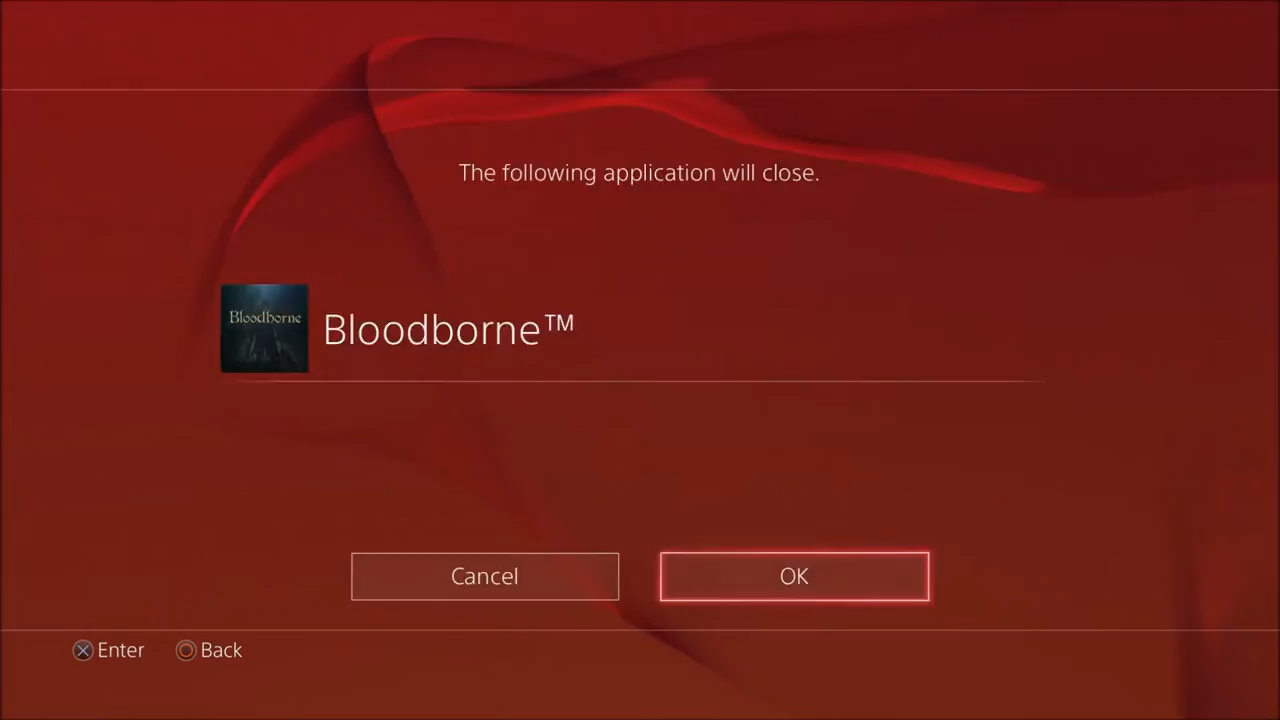 The following application will close.
Bloodborne
Bloodborne™
Cancel
OK
Enter
Back